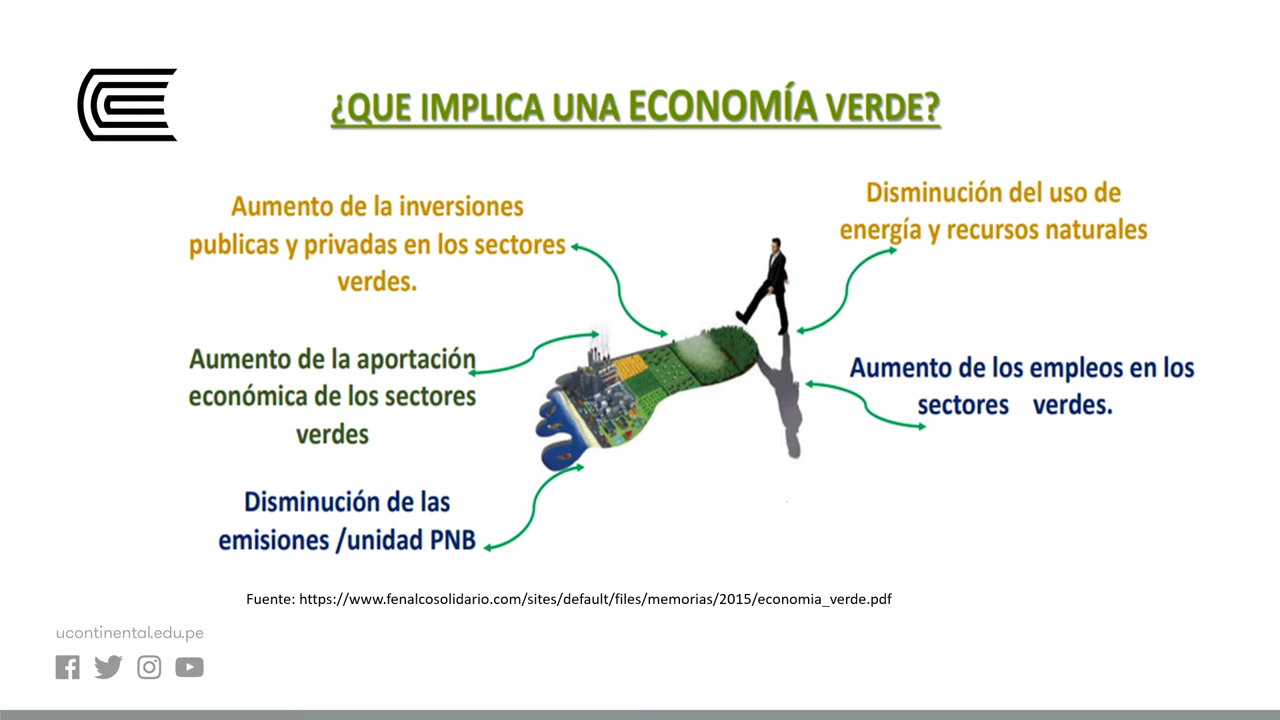 ¿QUE IMPLICA UNA ECONOMÍA VERDE?
Aumento de la inversiones
publicas y privadas en los sectores
verdes.
Disminución del uso de
energía y recursos naturales
Aumento de la aportación
económica de los sectores
verdes
Aumento de los empleos en los
sectores verdes.
Disminución de las
emisiones /unidad PNB
Fuente: https://www.fenalcosolidario.com/sites/default/files/memorias/2015/economia_verde.pdf
ucontinental.edu.pe